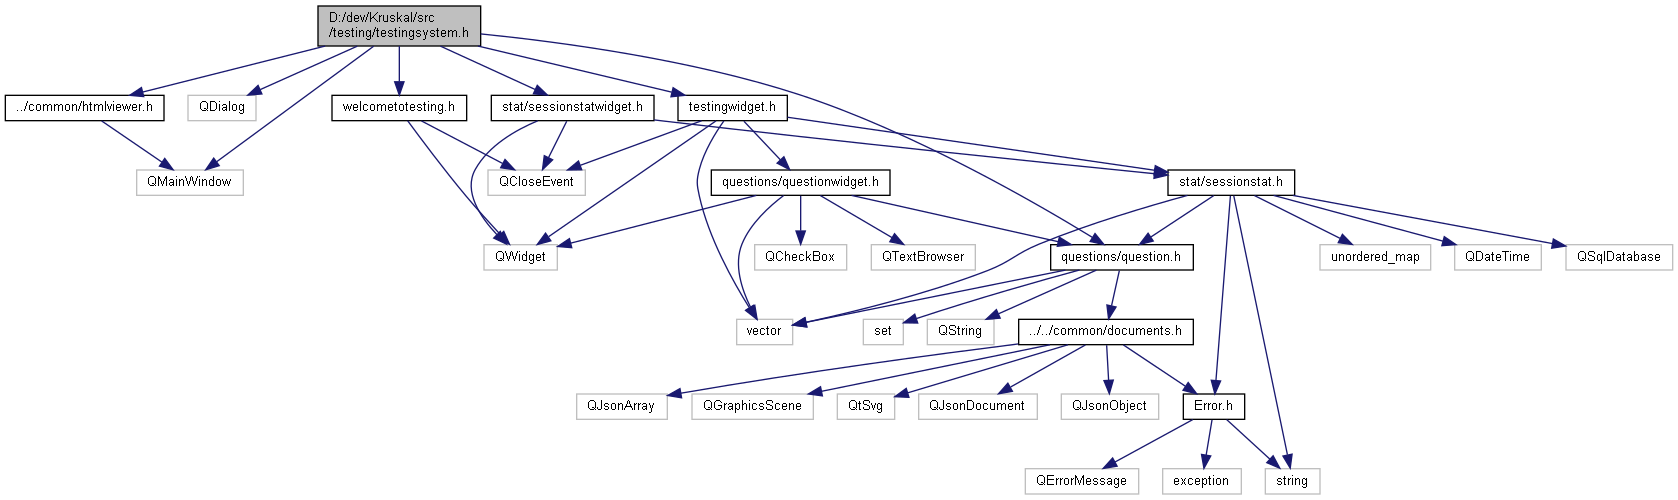 D:/dev/Kruskal/src
/testing/testingsystem.h
../common/htmlviewer.h
QDialog
welcometotesting.h
stat/sessionstatwidget.h
testingwidget.h
QMainWindow
QCloseEvent
questions/questionwidget.h
stat/sessionstat.h
QWidget
QCheckBox
QTextBrowser
questions/question.h
unordered_map
QDateTime
QSqlDatabase
vector
set
QString
../../common/documents.h
QJsonArray
QGraphicsScene
QtSvg
QJsonDocument
QJsonObject
Error.h
QErrorMessage
exception
string